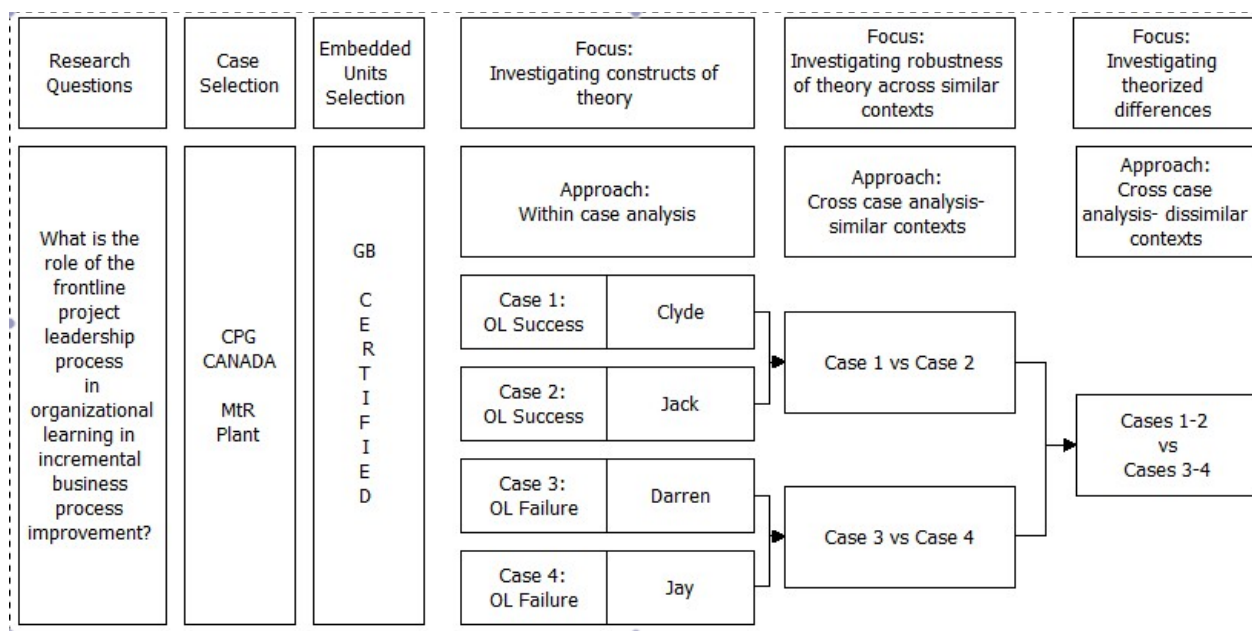 Research
Questions
Case
Selection
Embedded
Units
Selection
Focus:
Investigating constructs of
theory
Focus:
Investigating robustness
of theory across similar
contexts
Focus:
Investigating
theorized
differences
What is the
role of the
frontline
project
leadership
process
in
organizational
learning in
incremental
business
process
improvement?
CPG
CANADA
MtR
Plant
GB
C
E
R
T
I
F
I
E
D
Approach:
Within case analysis
Approach:
Cross case analysis-
similar contexts
Approach:
Cross case
analysis- dissimilar
contexts
Case 1:
OL Success
Clyde
Case 2:
OL Success
Jack
Case 3:
OL Failure
Darren
Case 4:
OL Failure
Jay
Case 1 vs Case 2
Case 3 vs Case 4
Cases 1-2
vs
Cases 3-4